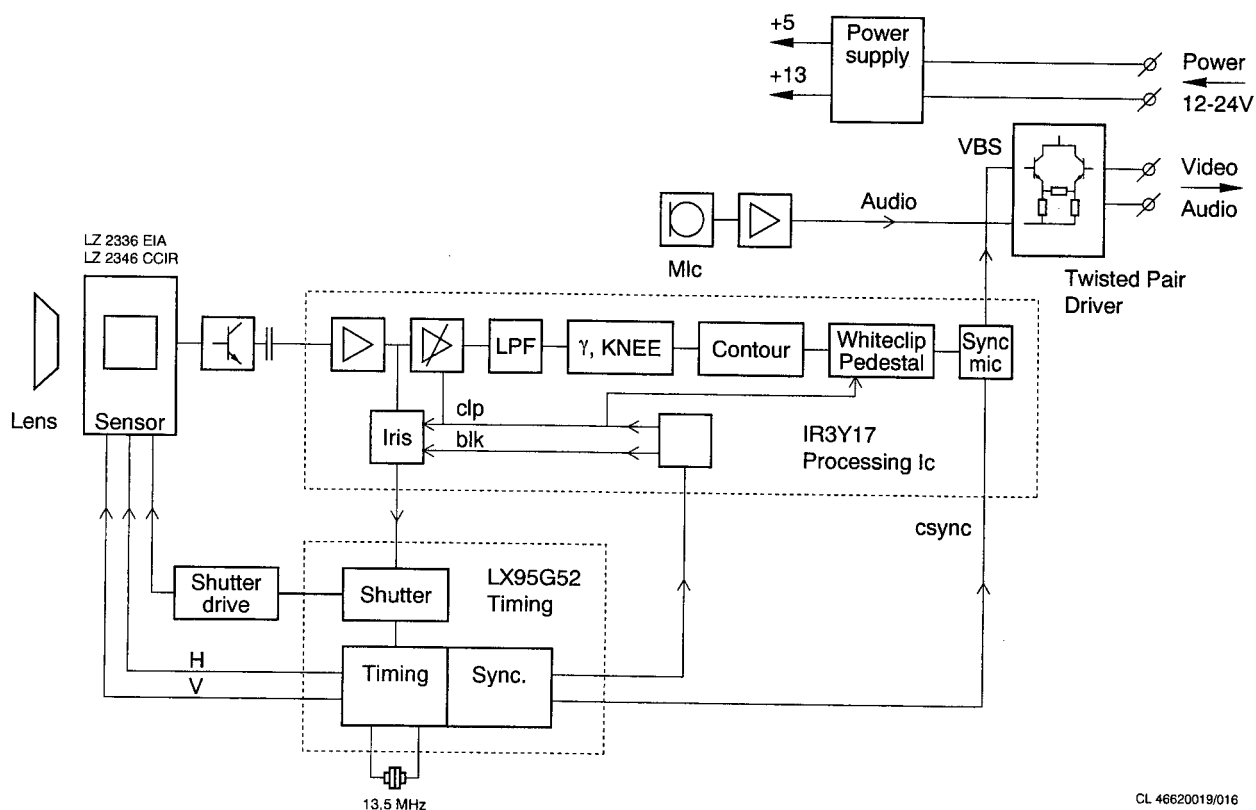 +5
Power
supply
Power
+13
12-24V
VBS
Video
Audio
Audio
MIc
Twisted Pair
Driver
LZ 2336 EIA
LZ 2346 CCIR
LPF
γ, KNEE
Contour
Whiteclip
Pedestal
Sync
mic
Lens
Sensor
clp
Iris
blk
IR3Y17
Processing Ic
csync
LX95G52
Timing
Shutter
drive
Shutter
H
V
Timing
Sync.
13.5 MHz
CL 46620019/016